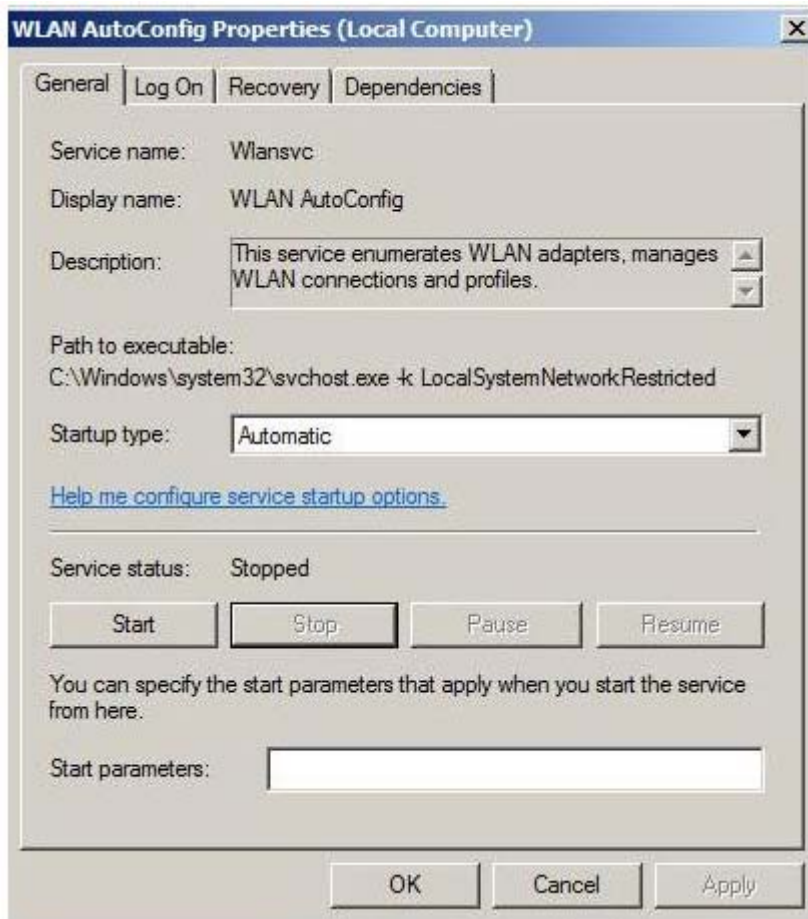 WLAN AutoConfig Properties (Local Computer)
General Log On Recovery Dependencies
Service name: Wlansvc
Display name: WLAN AutoConfig
Description: This service enumerates WLAN adapters, manages
WLAN connections and profiles.
Path to executable:
C:\Windows\system32\svchost.exe -k LocalSystemNetworkRestricted
Startup type: Automatic
Help me configure service startup options.
Service status: Stopped
Start Stop Pause Resume
You can specify the start parameters that apply when you start the service
from here.
Start parameters:
OK Cancel Apply